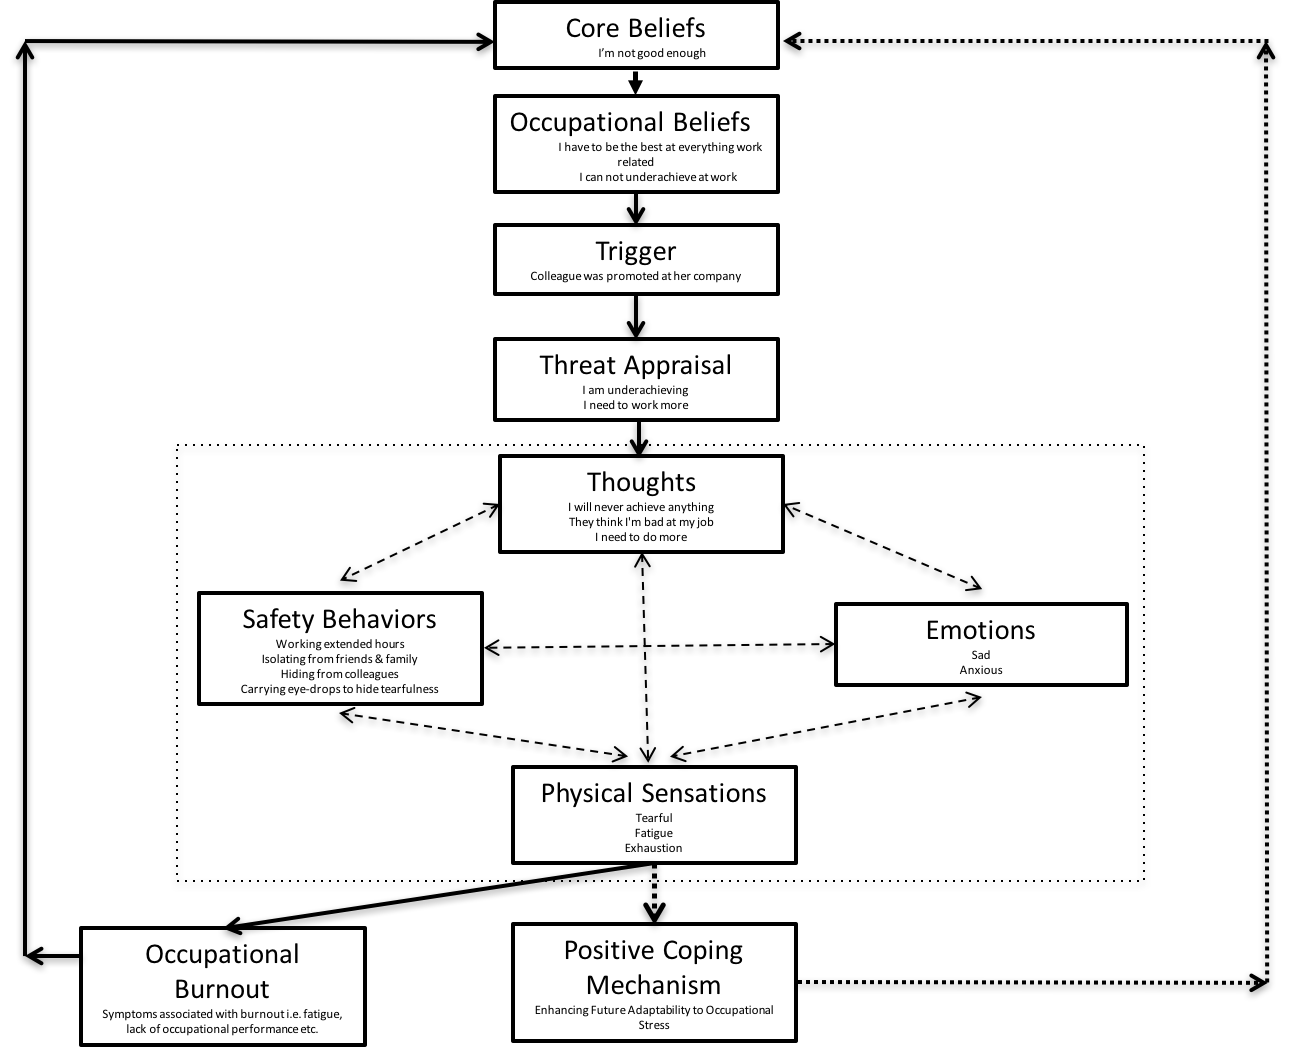 Core Beliefs
I'm not good enough
Occupational Beliefs
I have to be the best at everything work
related
I can not underachieve at work
Trigger
Colleague was promoted at her company
Threat Appraisal
I am underachieving
I need to work more
Thoughts
I will never achieve anything
They think I'm bad at my job
I need to do more
Safety Behaviors
Working extended hours
Isolating from friends & family
Hiding from colleagues
Carrying eye-drops to hide tearfulness
Emotions
Sad
Anxious
Physical Sensations
Tearful
Fatigue
Exhaustion
Occupational
Burnout
Symptoms associated with burnout i.e. fatigue,
lack of occupational performance etc.
Positive Coping
Mechanism
Enhancing Future Adaptability to Occupational
Stress